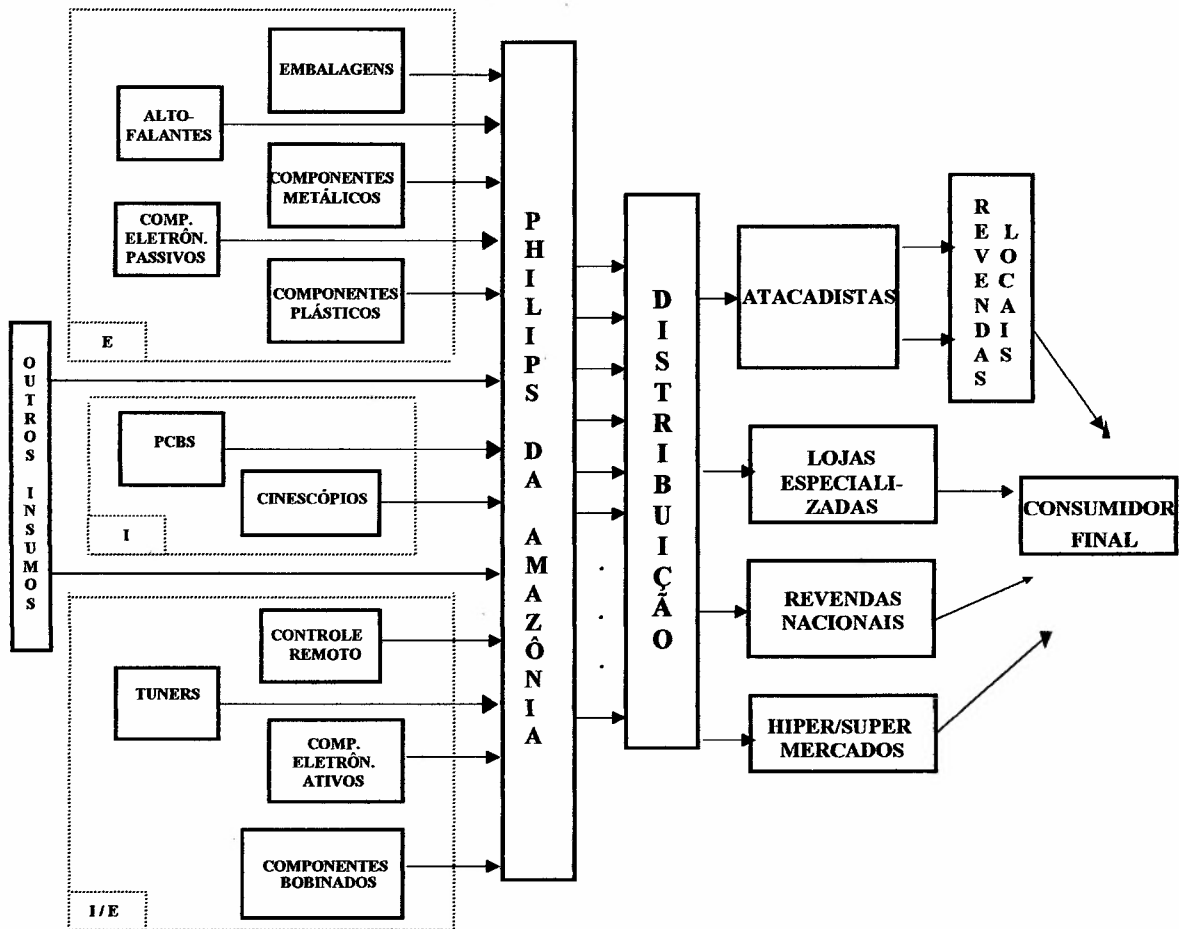 EMBALAGENS
ALTO-
FALANTES
COMPONENTES
METÁLICOS
COMP.
ELETRÔN.
PASSIVOS
COMPONENTES
PLÁSTICOS
E
OUTROS INSUMOS
PCBS
CINESCÓPIOS
I
CONTROLE
REMOTO
TUNERS
COMP.
ELETRÔN.
ATIVOS
COMPONENTES
BOBINADOS
I / E
PHILIPS DA AMAZÔNIA
DISTRIBUIÇÃO
ATACADISTAS
REVENDAS
LOCAIS
LOJAS
ESPECIALI-
ZADAS
REVENDAS
NACIONAIS
HIPER/SUPER
MERCADOS
CONSUMIDOR
FINAL